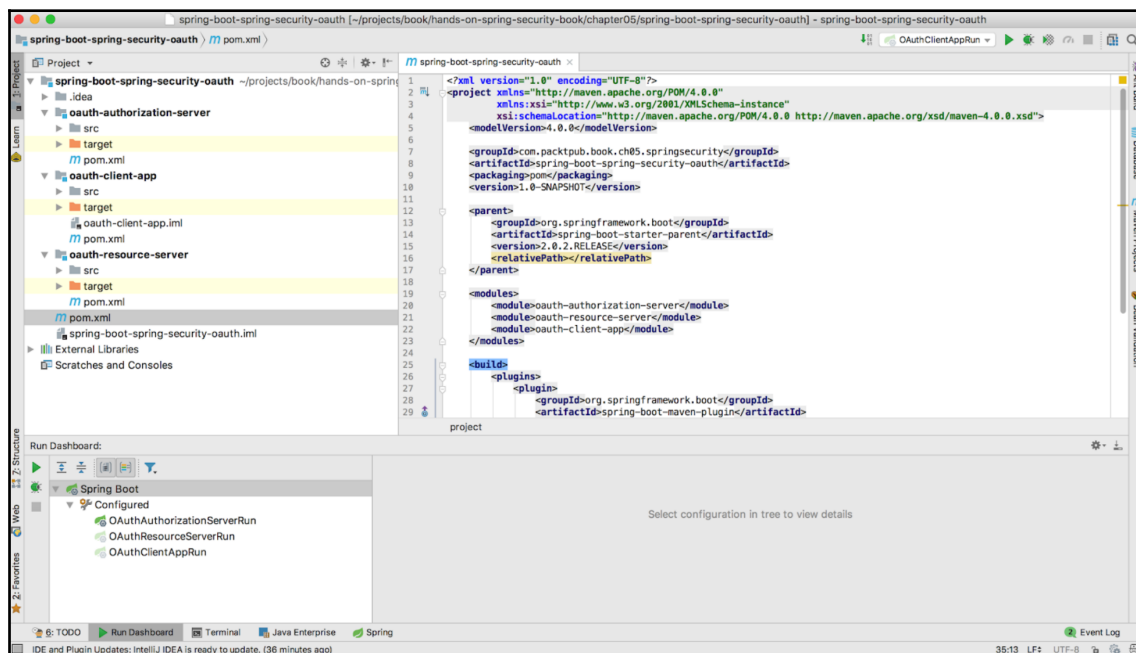 spring-boot-spring-security-oauth [~/projects/book/hands-on-spring-security-book/chapter05/spring-boot-spring-security-oauth] - spring-boot-spring-security-oauth
spring-boot-spring-security-oauth pom.xml
OAuthClientAppRun
Project
spring-boot-spring-security-oauth
1: Project
Learn
spring-boot-spring-security-oauth ~/projects/book/hands-on-spring
.idea
oauth-authorization-server
src
target
pom.xml
oauth-client-app
src
target
oauth-client-app.iml
pom.xml
oauth-resource-server
src
target
pom.xml
pom.xml
spring-boot-spring-security-oauth.iml
External Libraries
Scratches and Consoles
1 <?xml version="1.0" encoding="UTF-8"?>
2 <project xmlns="http://maven.apache.org/POM/4.0.0"
3 xmlns:xsi="http://www.w3.org/2001/XMLSchema-instance"
4 xsi:schemaLocation="http://maven.apache.org/POM/4.0.0 http://maven.apache.org/xsd/maven-4.0.0.xsd">
5 <modelVersion>4.0.0</modelVersion>
6
7 <groupId>com.packtpub.book.ch05.springsecurity</groupId>
8 <artifactId>spring-boot-spring-security-oauth</artifactId>
9 <packaging>pom</packaging>
10 <version>1.0-SNAPSHOT</version>
11
12 <parent>
13 <groupId>org.springframework.boot</groupId>
14 <artifactId>spring-boot-starter-parent</artifactId>
15 <version>2.0.2.RELEASE</version>
16 <relativePath></relativePath>
17 </parent>
18
19 <modules>
20 <module>oauth-authorization-server</module>
21 <module>oauth-resource-server</module>
22 <module>oauth-client-app</module>
23 </modules>
24
25 <build>
26 <plugins>
27 <plugin>
28 <groupId>org.springframework.boot</groupId>
29 <artifactId>spring-boot-maven-plugin</artifactId>
project
Run Dashboard:
7: Structure
Web
2: Favorites
Spring Boot
Configured
OAuthAuthorizationServerRun
OAuthResourceServerRun
OAuthClientAppRun
Select configuration in tree to view details
6: TODO Run Dashboard Terminal Java Enterprise Spring 2 Event Log
IDE and Plugin Updates: IntelliJ IDEA is ready to update. (36 minutes ago) 35:13 LF UTF-8